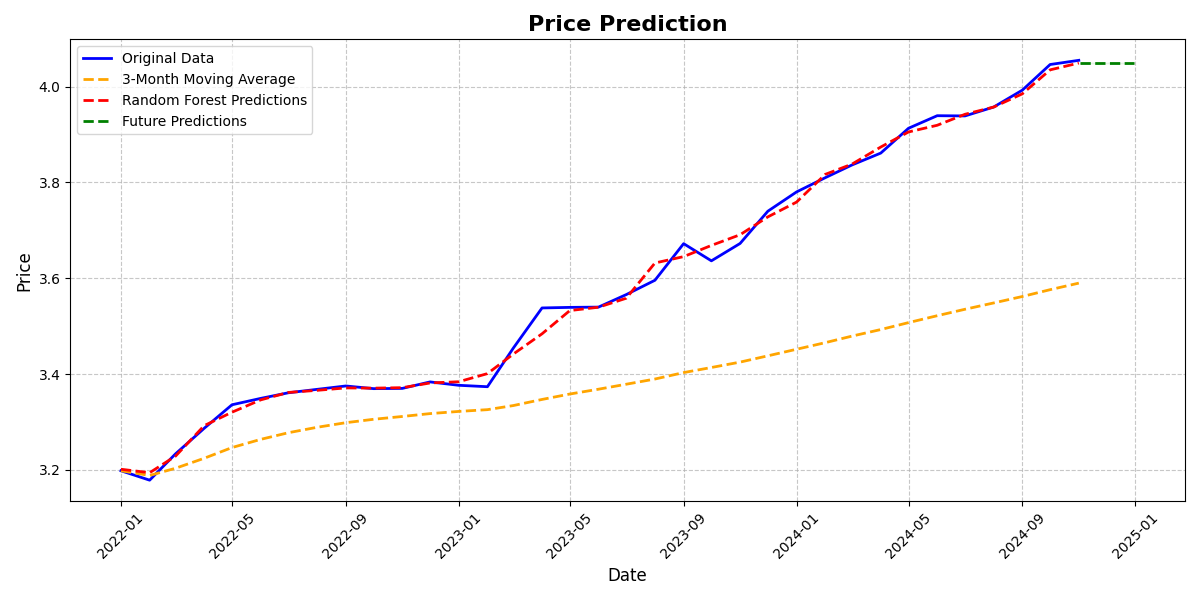 Price Prediction
Original Data
3-Month Moving Average
Random Forest Predictions
Future Predictions
Price
4.0
3.8
3.6
3.4
3.2
2022-01
2022-05
2022-09
2023-01
2023-05
2023-09
2024-01
2024-05
2024-09
2025-01
Date